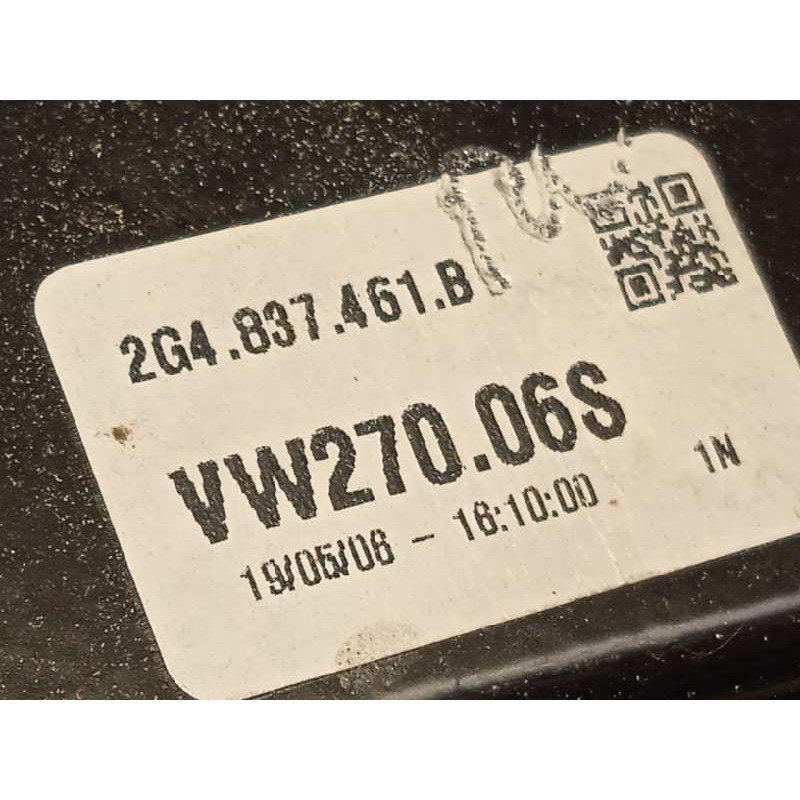 2G4.837.461.B
VW270.06S
19/05/06 - 16:10:00
1N